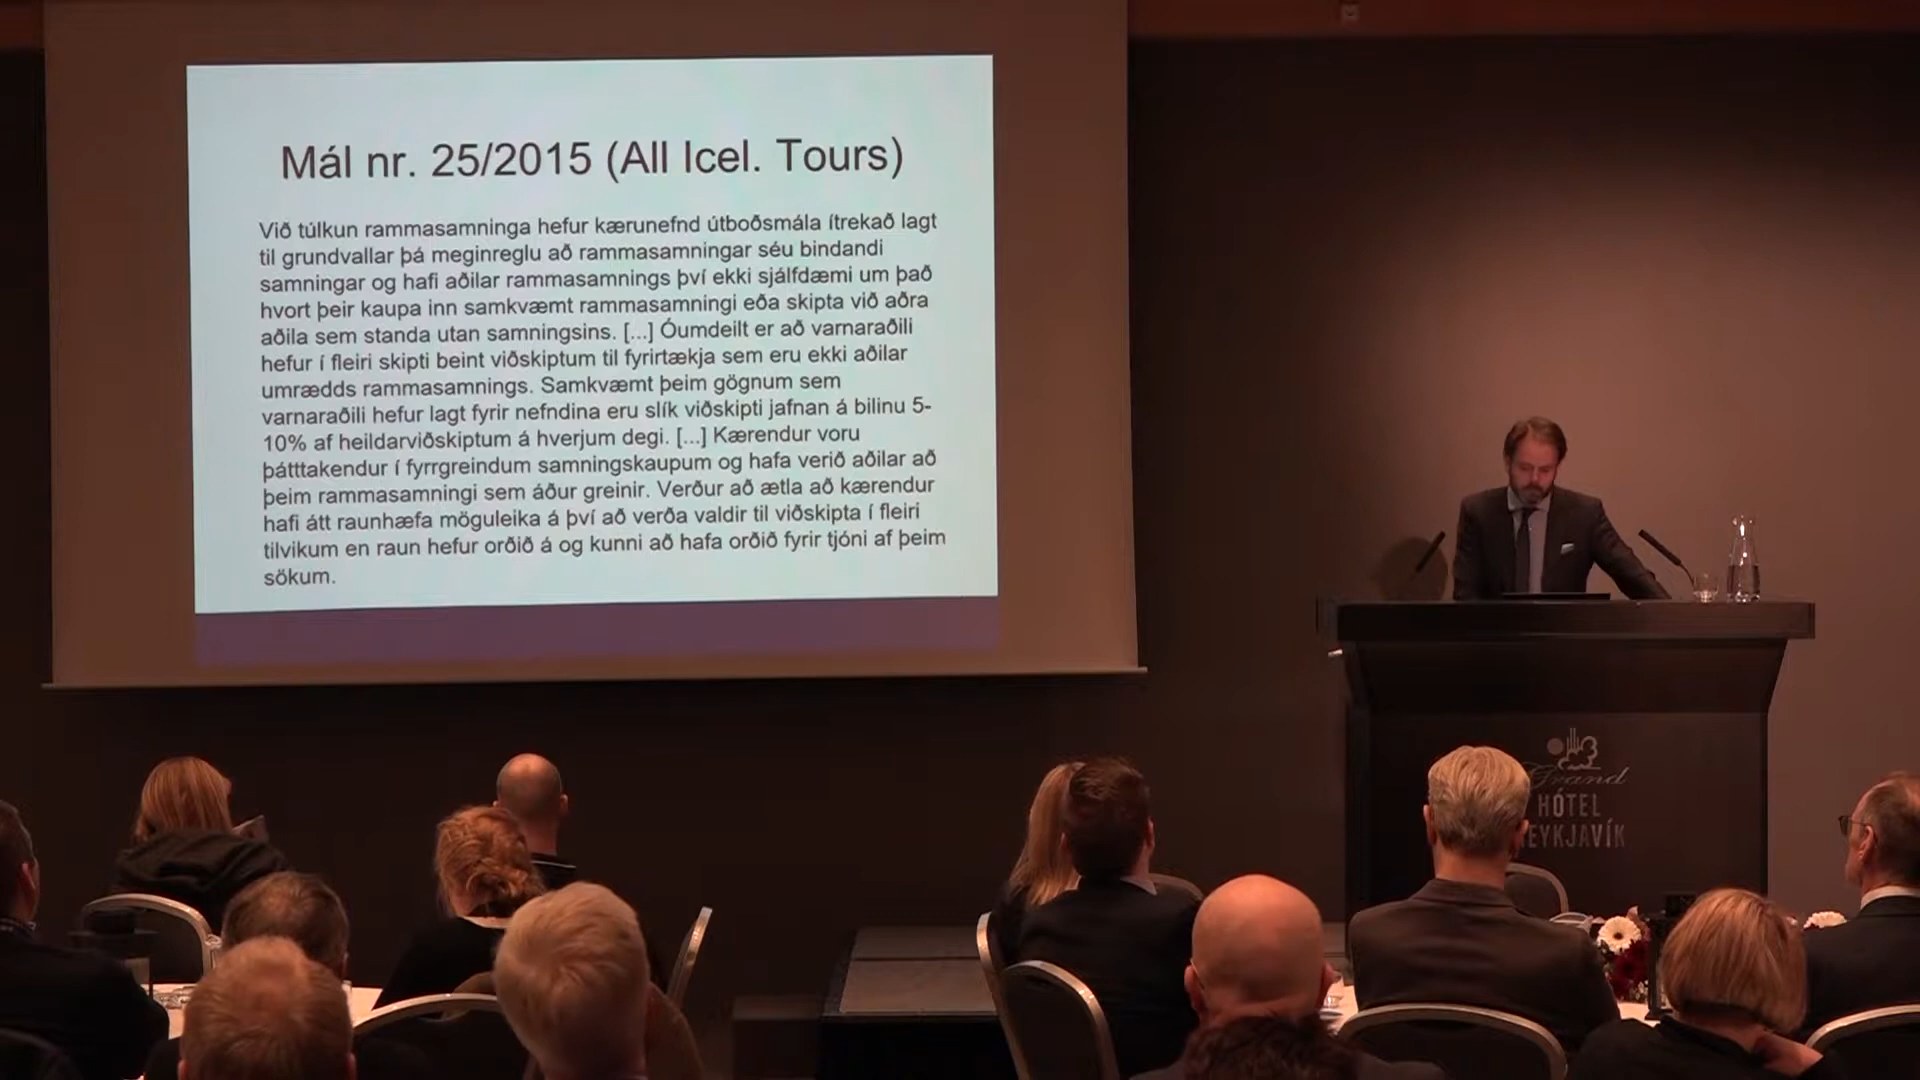 Mál nr. 25/2015 (All Icel. Tours)
Við túlkun rammasamninga hefur kærunefnd útboðsmála ítrekað lagt
til grundvallar þá meginreglu að rammasamningar séu bindandi
samningar og hafi aðilar rammasamnings því ekki sjálfdæmi um það
hvort þeir kaupa inn samkvæmt rammasamningi eða skipta við aðra
aðila sem standa utan samningsins. [...] Óumdeilt er að varnaraðili
hefur í fleiri skipti beint viðskiptum til fyrirtækja sem eru ekki aðilar
umrædds rammasamnings. Samkvæmt þeim gögnum sem
varnaraðili hefur lagt fyrir nefndina eru slík viðskipti jafnan á bilinu 5-
10% af heildarviðskiptum á hverjum degi. [...] Kærendur voru
þátttakendur í fyrrgreindum samningskaupum og hafa verið aðilar að
þeim rammasamningi sem áður greinir. Verður að ætla að kærendur
hafi átt raunhæfa möguleika á því að verða valdir til viðskipta í fleiri
tilvikum en raun hefur orðið á og kunni að hafa orðið fyrir tjóni af þeim
sökum.
Grand
HÓTEL
EYKJAVÍK